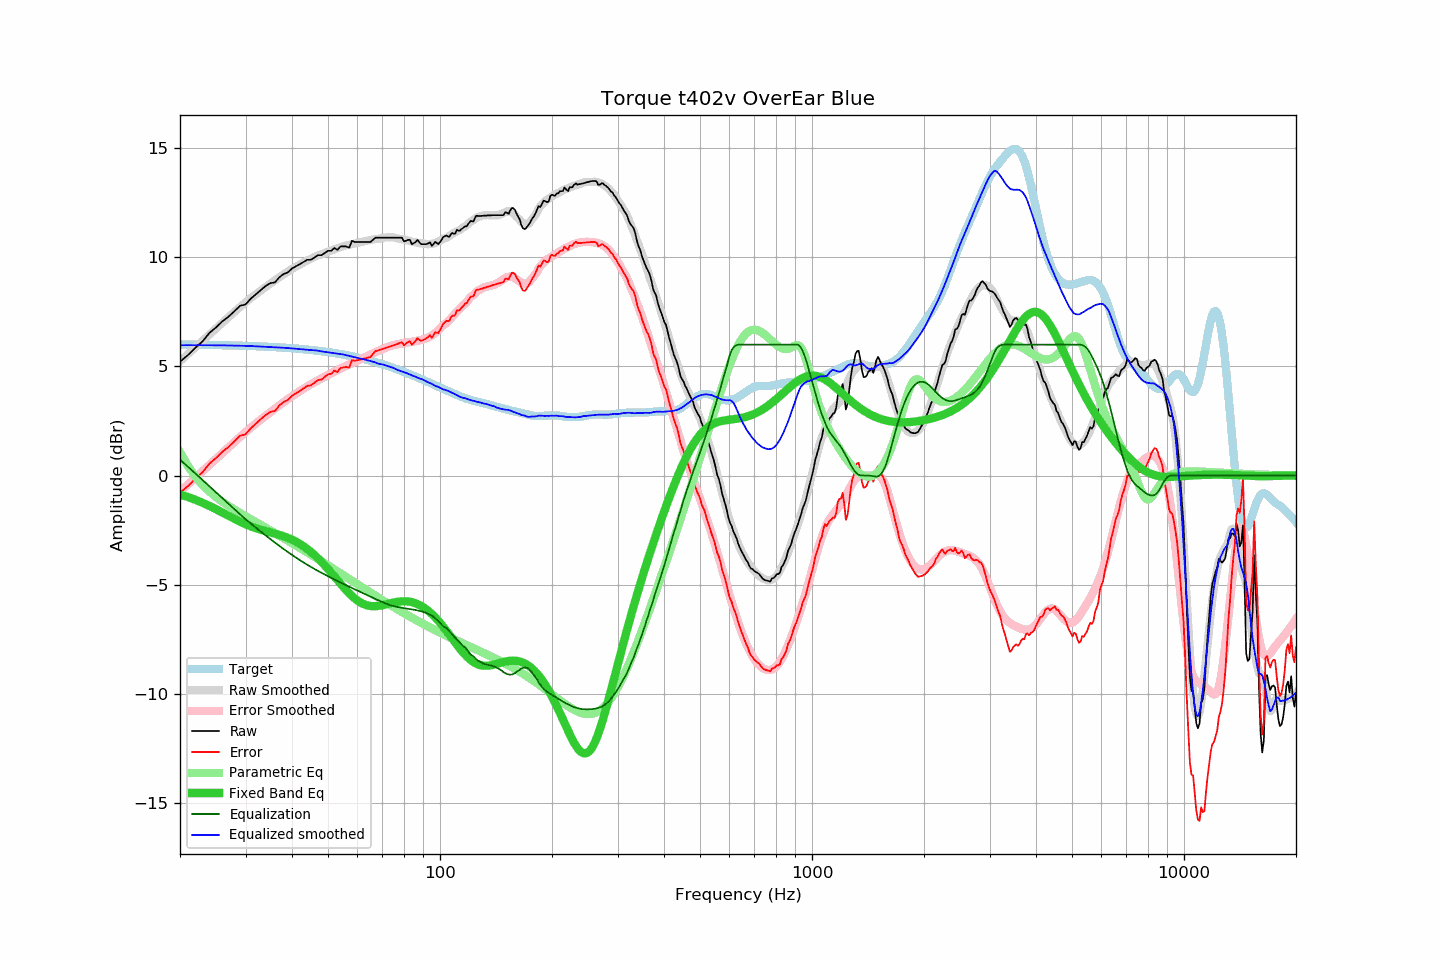 Torque t402v OverEar Blue
15
10
5
0
−5
−10
−15
Amplitude (dBr)
Target
Raw Smoothed
Error Smoothed
Raw
Error
Parametric Eq
Fixed Band Eq
Equalization
Equalized smoothed
100
1000
10000
Frequency (Hz)